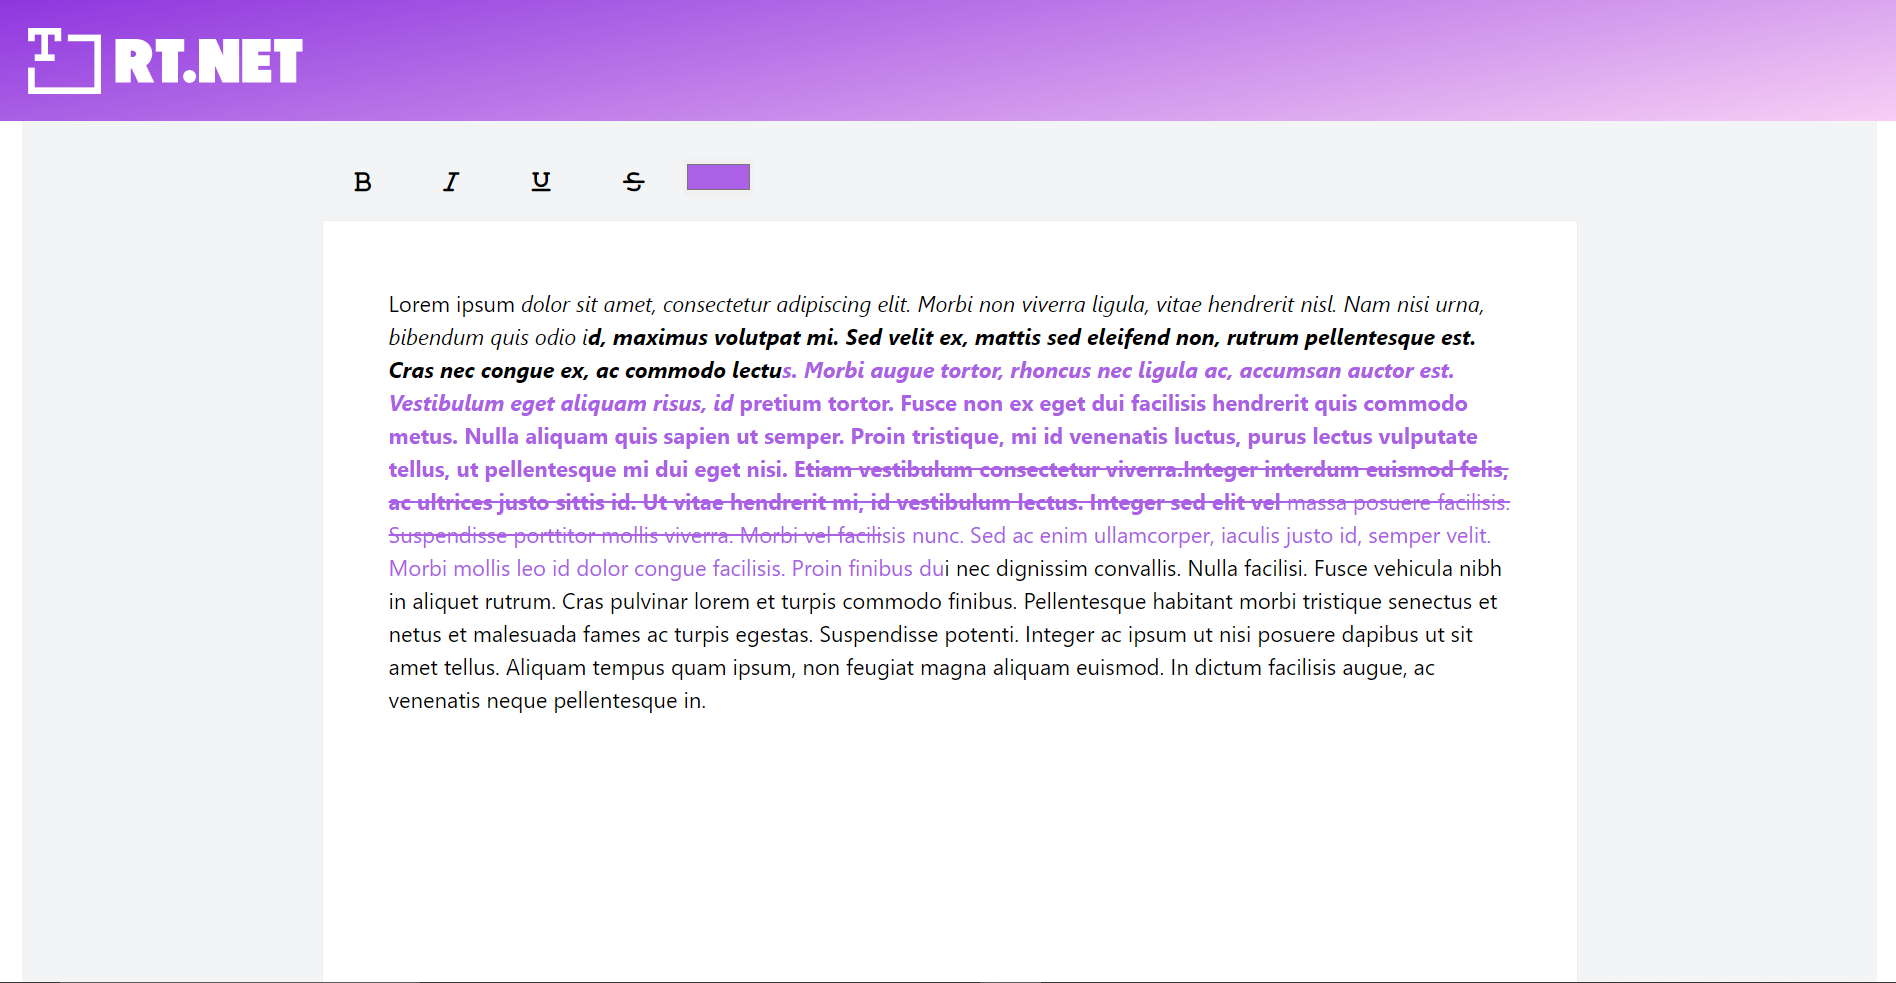 T RT.NET
B I U S
Lorem ipsum dolor sit amet, consectetur adipiscing elit. Morbi non viverra ligula, vitae hendrerit nisl. Nam nisi urna,
bibendum quis odio id, maximus volutpat mi. Sed velit ex, mattis sed eleifend non, rutrum pellentesque est.
Cras nec congue ex, ac commodo lectus. Morbi augue tortor, rhoncus nec ligula ac, accumsan auctor est.
Vestibulum eget aliquam risus, id pretium tortor. Fusce non ex eget dui facilisis hendrerit quis commodo
metus. Nulla aliquam quis sapien ut semper. Proin tristique, mi id venenatis luctus, purus lectus vulputate
tellus, ut pellentesque mi dui eget nisi. Etiam vestibulum consectetur viverra.Integer interdum euismod felis,
ac ultrices justo sittis id. Ut vitae hendrerit mi, id vestibulum lectus. Integer sed elit vel massa posuere facilisis.
Suspendisse porttitor mollis viverra. Morbi vel facilisis nunc. Sed ac enim ullamcorper, iaculis justo id, semper velit.
Morbi mollis leo id dolor congue facilisis. Proin finibus dui nec dignissim convallis. Nulla facilisi. Fusce vehicula nibh
in aliquet rutrum. Cras pulvinar lorem et turpis commodo finibus. Pellentesque habitant morbi tristique senectus et
netus et malesuada fames ac turpis egestas. Suspendisse potenti. Integer ac ipsum ut nisi posuere dapibus ut sit
amet tellus. Aliquam tempus quam ipsum, non feugiat magna aliquam euismod. In dictum facilisis augue, ac
venenatis neque pellentesque in.